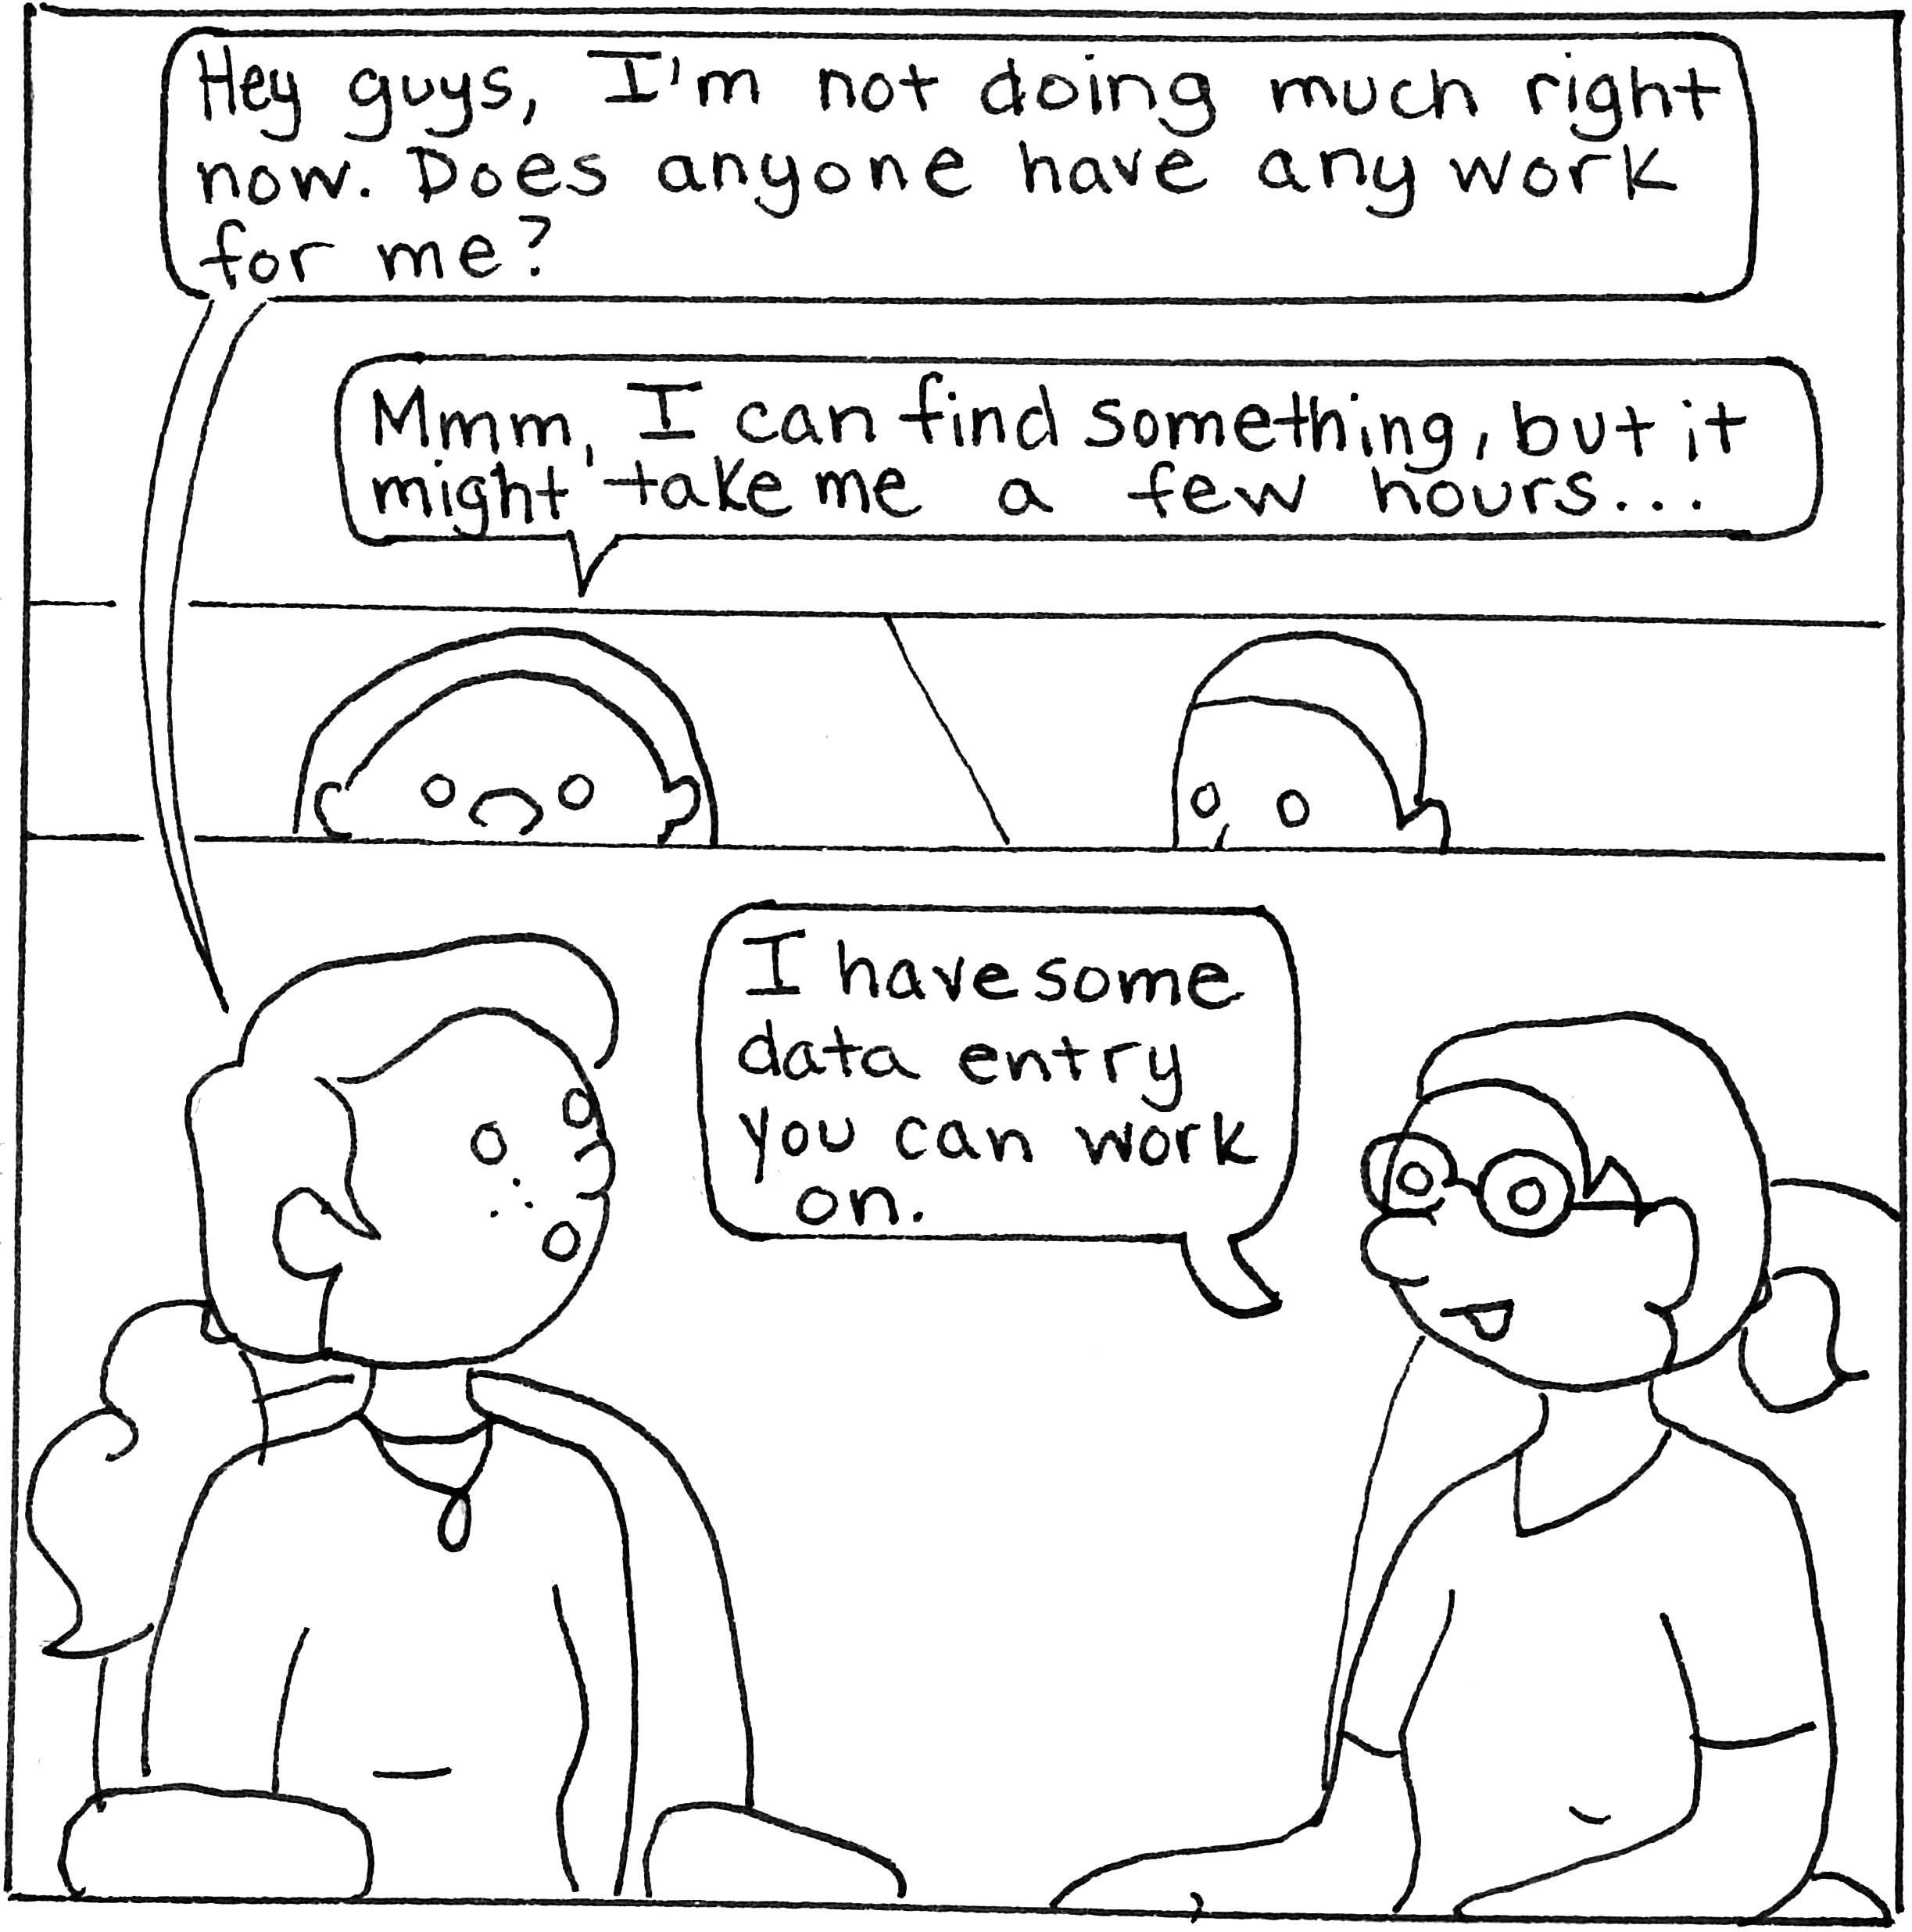 Hey guys, I'm not doing much right
now. Does anyone have any work
for me?
Mmm, I can find something, but it
might take me a few hours...
I have some
data entry
you can work
on.